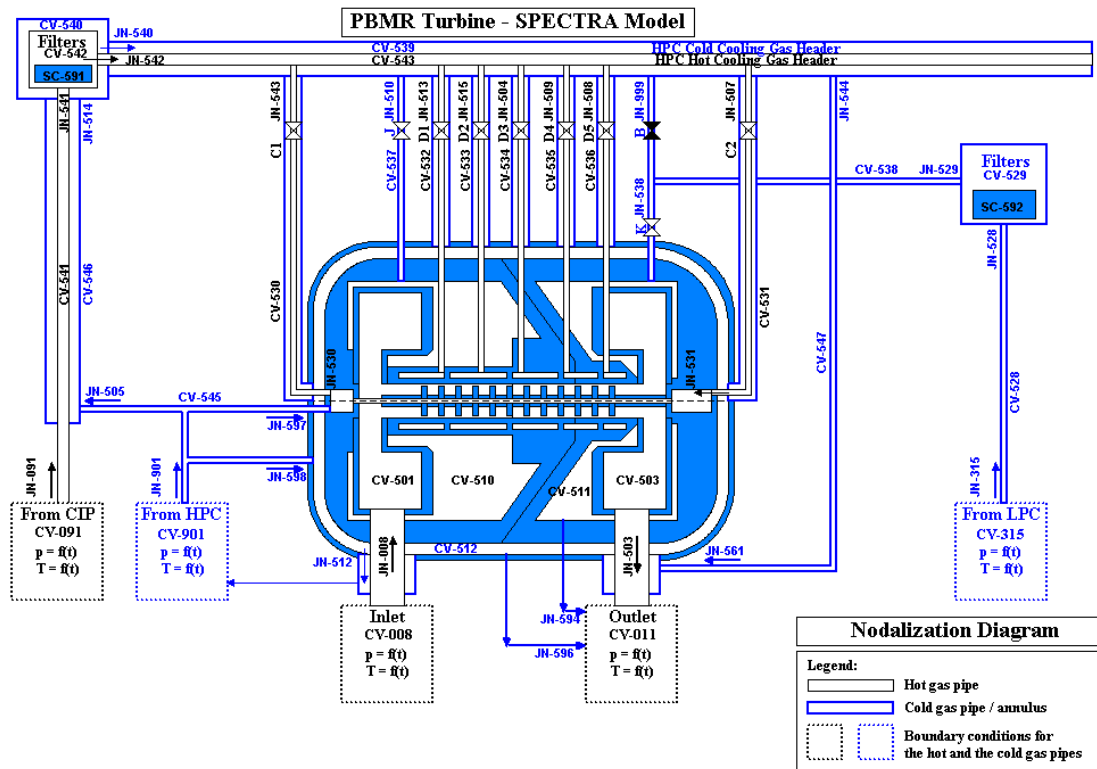 PBMR Turbine - SPECTRA Model
CV-540
Filters
CV-542
SC-591
JN-540
JN-542
CV-539
CV-543
HPC Cold Cooling Gas Header
HPC Hot Cooling Gas Header
JN-541
JN-514
JN-543
C1
JN-510
J
CV-537
JN-513
D1
CV-532
JN-515
D2
CV-533
JN-504
D3
CV-534
JN-509
D4
CV-535
JN-508
D5
CV-536
JN-999
B
JN-538
K
JN-507
C2
JN-544
CV-538
JN-529
Filters
CV-529
SC-592
JN-528
CV-541
CV-546
CV-530
CV-531
CV-547
CV-528
JN-530
JN-531
JN-505
CV-545
JN-597
JN-598
JN-091
JN-901
JN-315
CV-501
CV-510
CV-511
CV-503
From CIP
CV-091
p = f(t)
T = f(t)
From HPC
CV-901
p = f(t)
T = f(t)
JN-512
JN-008
CV-512
JN-503
JN-561
JN-594
JN-596
Inlet
CV-008
p = f(t)
T = f(t)
Outlet
CV-011
p = f(t)
T = f(t)
From LPC
CV-315
p = f(t)
T = f(t)
Nodalization Diagram
Legend:
Hot gas pipe
Cold gas pipe / annulus
Boundary conditions for
the hot and the cold gas pipes